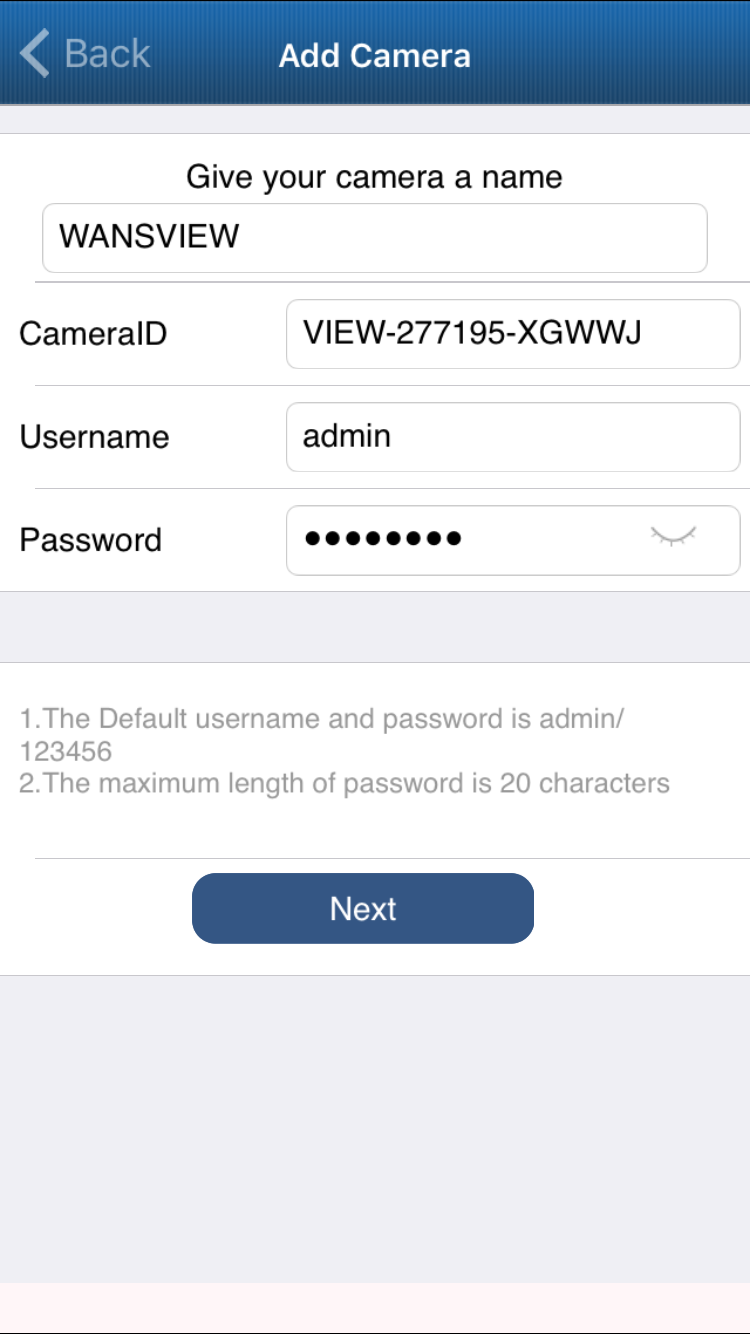 Back
Add Camera
Give your camera a name
WANSVIEW
CameraID
VIEW-277195-XGWWJ
Username
admin
Password
••••••••
1.The Default username and password is admin/
123456
2.The maximum length of password is 20 characters
Next